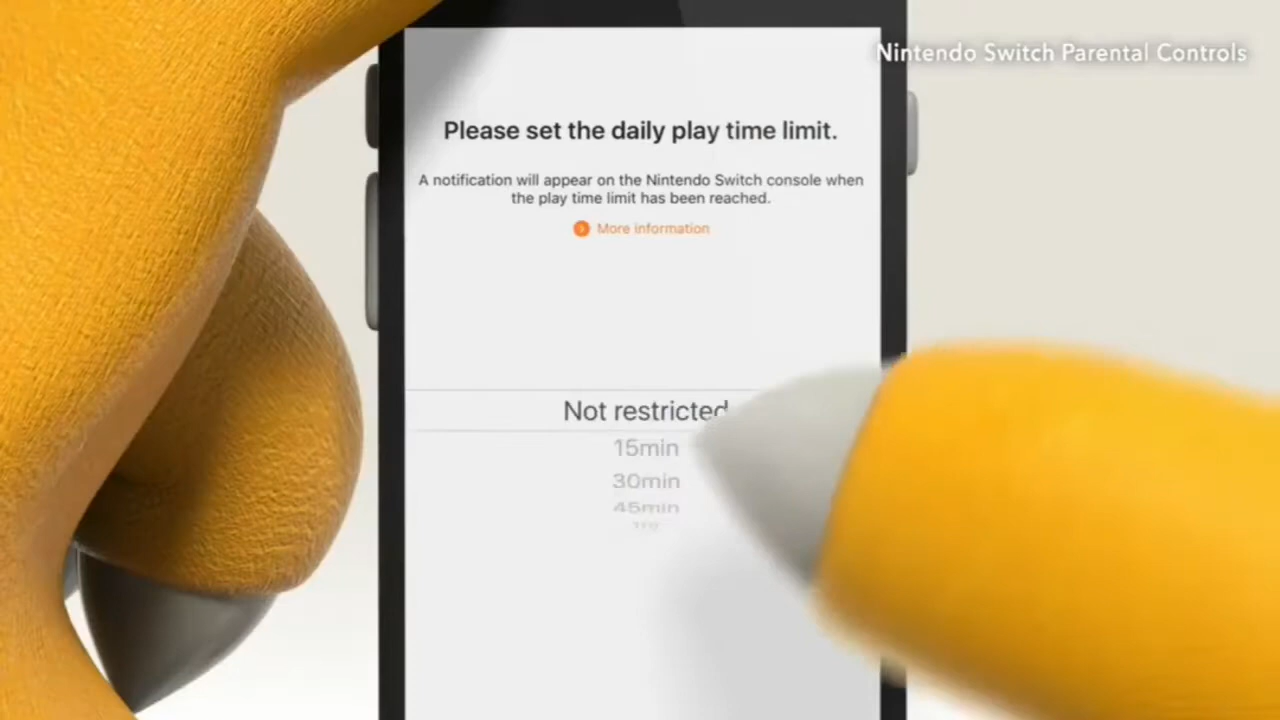 Nintendo Switch Parental Controls
Please set the daily play time limit.
A notification will appear on the Nintendo Switch console when
the play time limit has been reached.
More information
Not restricted
15min
30min
45min